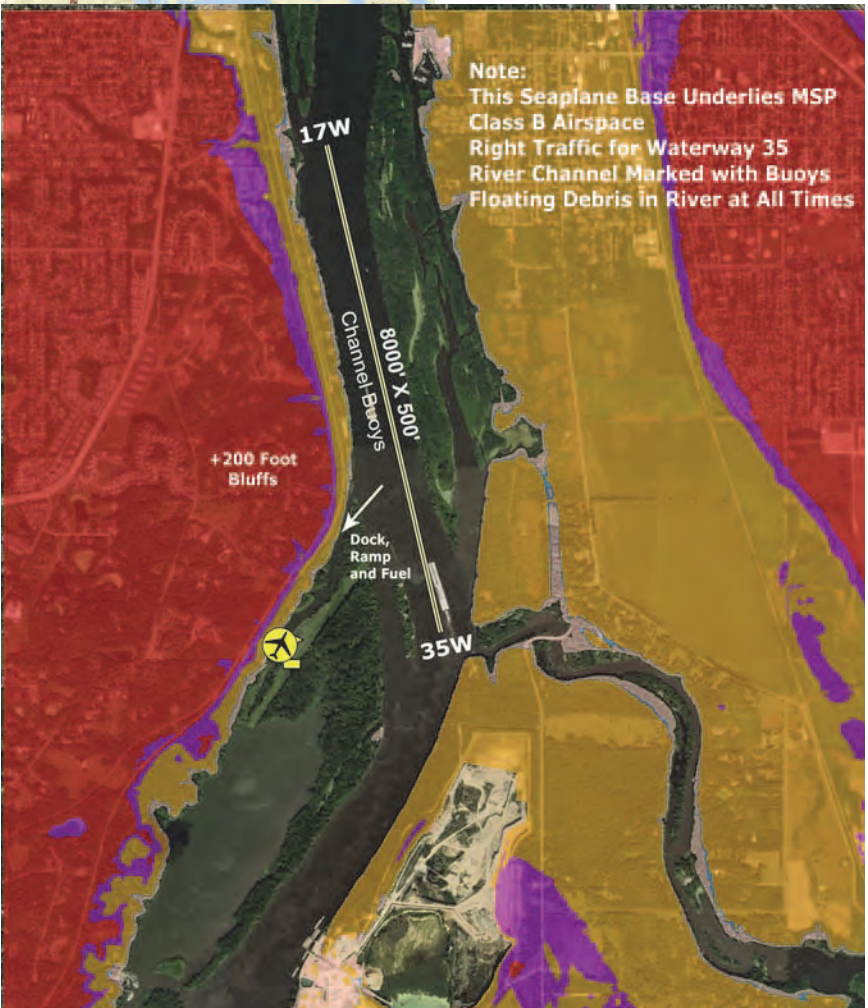 Note:
This Seaplane Base Underlies MSP
Class B Airspace
Right Traffic for Waterway 35
River Channel Marked with Buoys
Floating Debris in River at All Times
17W
Channel Buoys
8000' X 500'
+200 Foot
Bluffs
Dock,
Ramp
and Fuel
35W